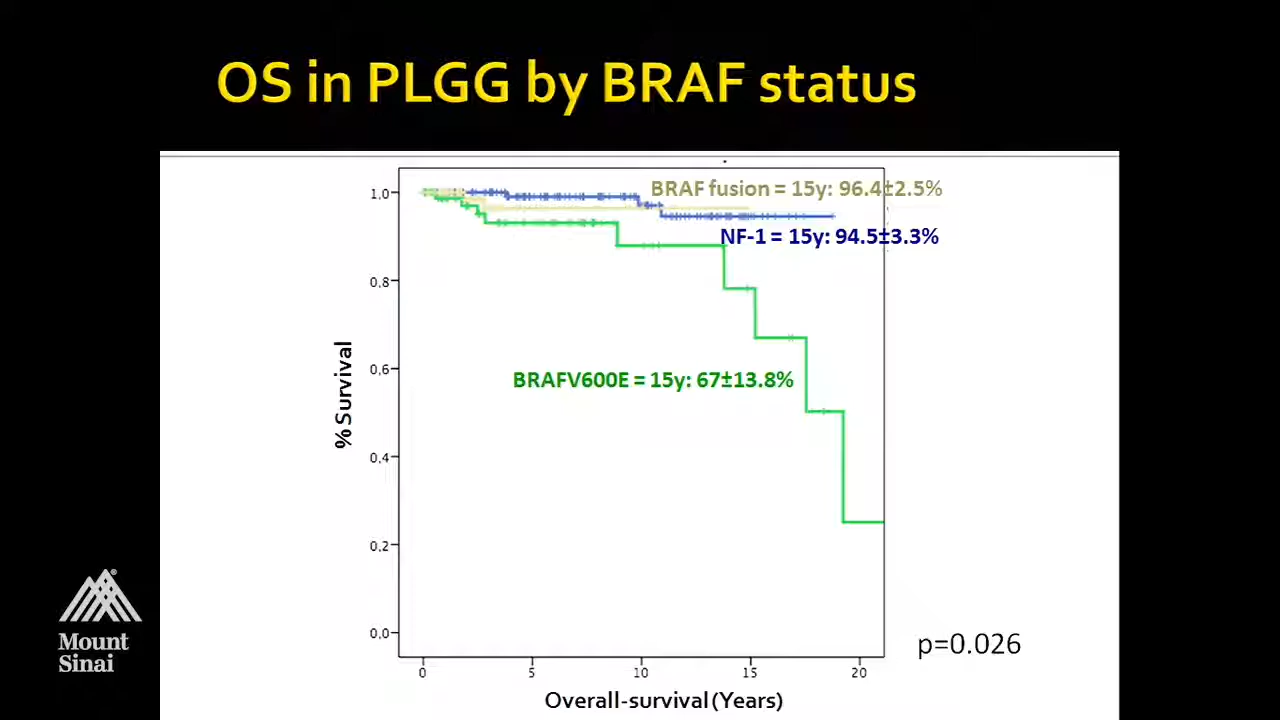 OS in PLGG by BRAF status
BRAF fusion = 15y: 96.4±2.5%
NF-1 = 15y: 94.5±3.3%
BRAFV600E = 15y: 67±13.8%
% Survival
1,0
0,8
0,6
0,4
0,2
0,0
0 5 10 15 20
Overall-survival (Years)
p=0.026
Mount
Sinai